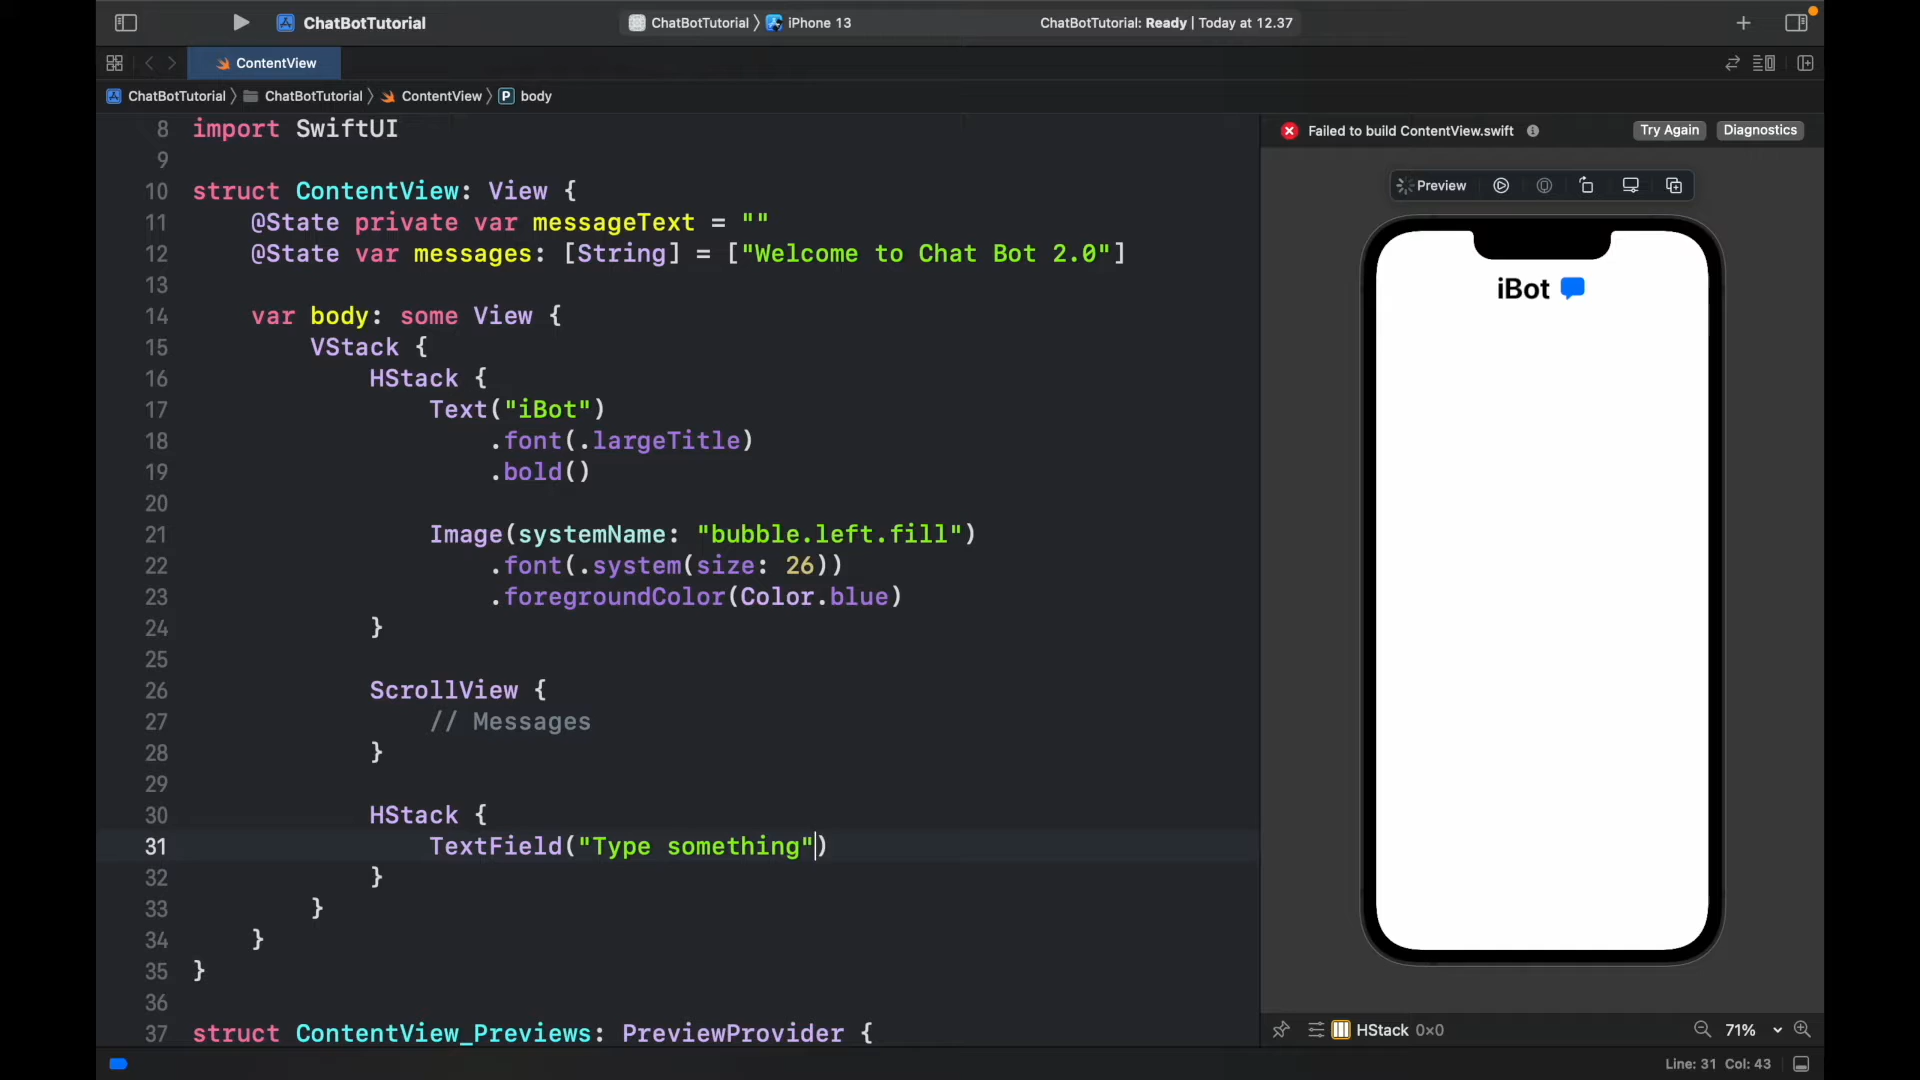 ChatBotTutorial
ChatBotTutorial
iPhone 13
ChatBotTutorial: Ready | Today at 12.37
ContentView
ChatBotTutorial
ChatBotTutorial
ContentView
P
body
8 import SwiftUI
9
10 struct ContentView: View {
11 @State private var messageText = ""
12 @State var messages: [String] = ["Welcome to Chat Bot 2.0"]
13
14 var body: some View {
15 VStack {
16 HStack {
17 Text("iBot")
18 .font(.largeTitle)
19 .bold()
20
21 Image(systemName: "bubble.left.fill")
22 .font(.system(size: 26))
23 .foregroundColor(Color.blue)
24 }
25
26 ScrollView {
27 // Messages
28 }
29
30 HStack {
31 TextField("Type something")
32 }
33 }
34 }
35 }
36
37 struct ContentView_Previews: PreviewProvider {
Failed to build ContentView.swift
Try Again
Diagnostics
Preview
iBot
HStack 0×0
71%
Line: 31 Col: 43